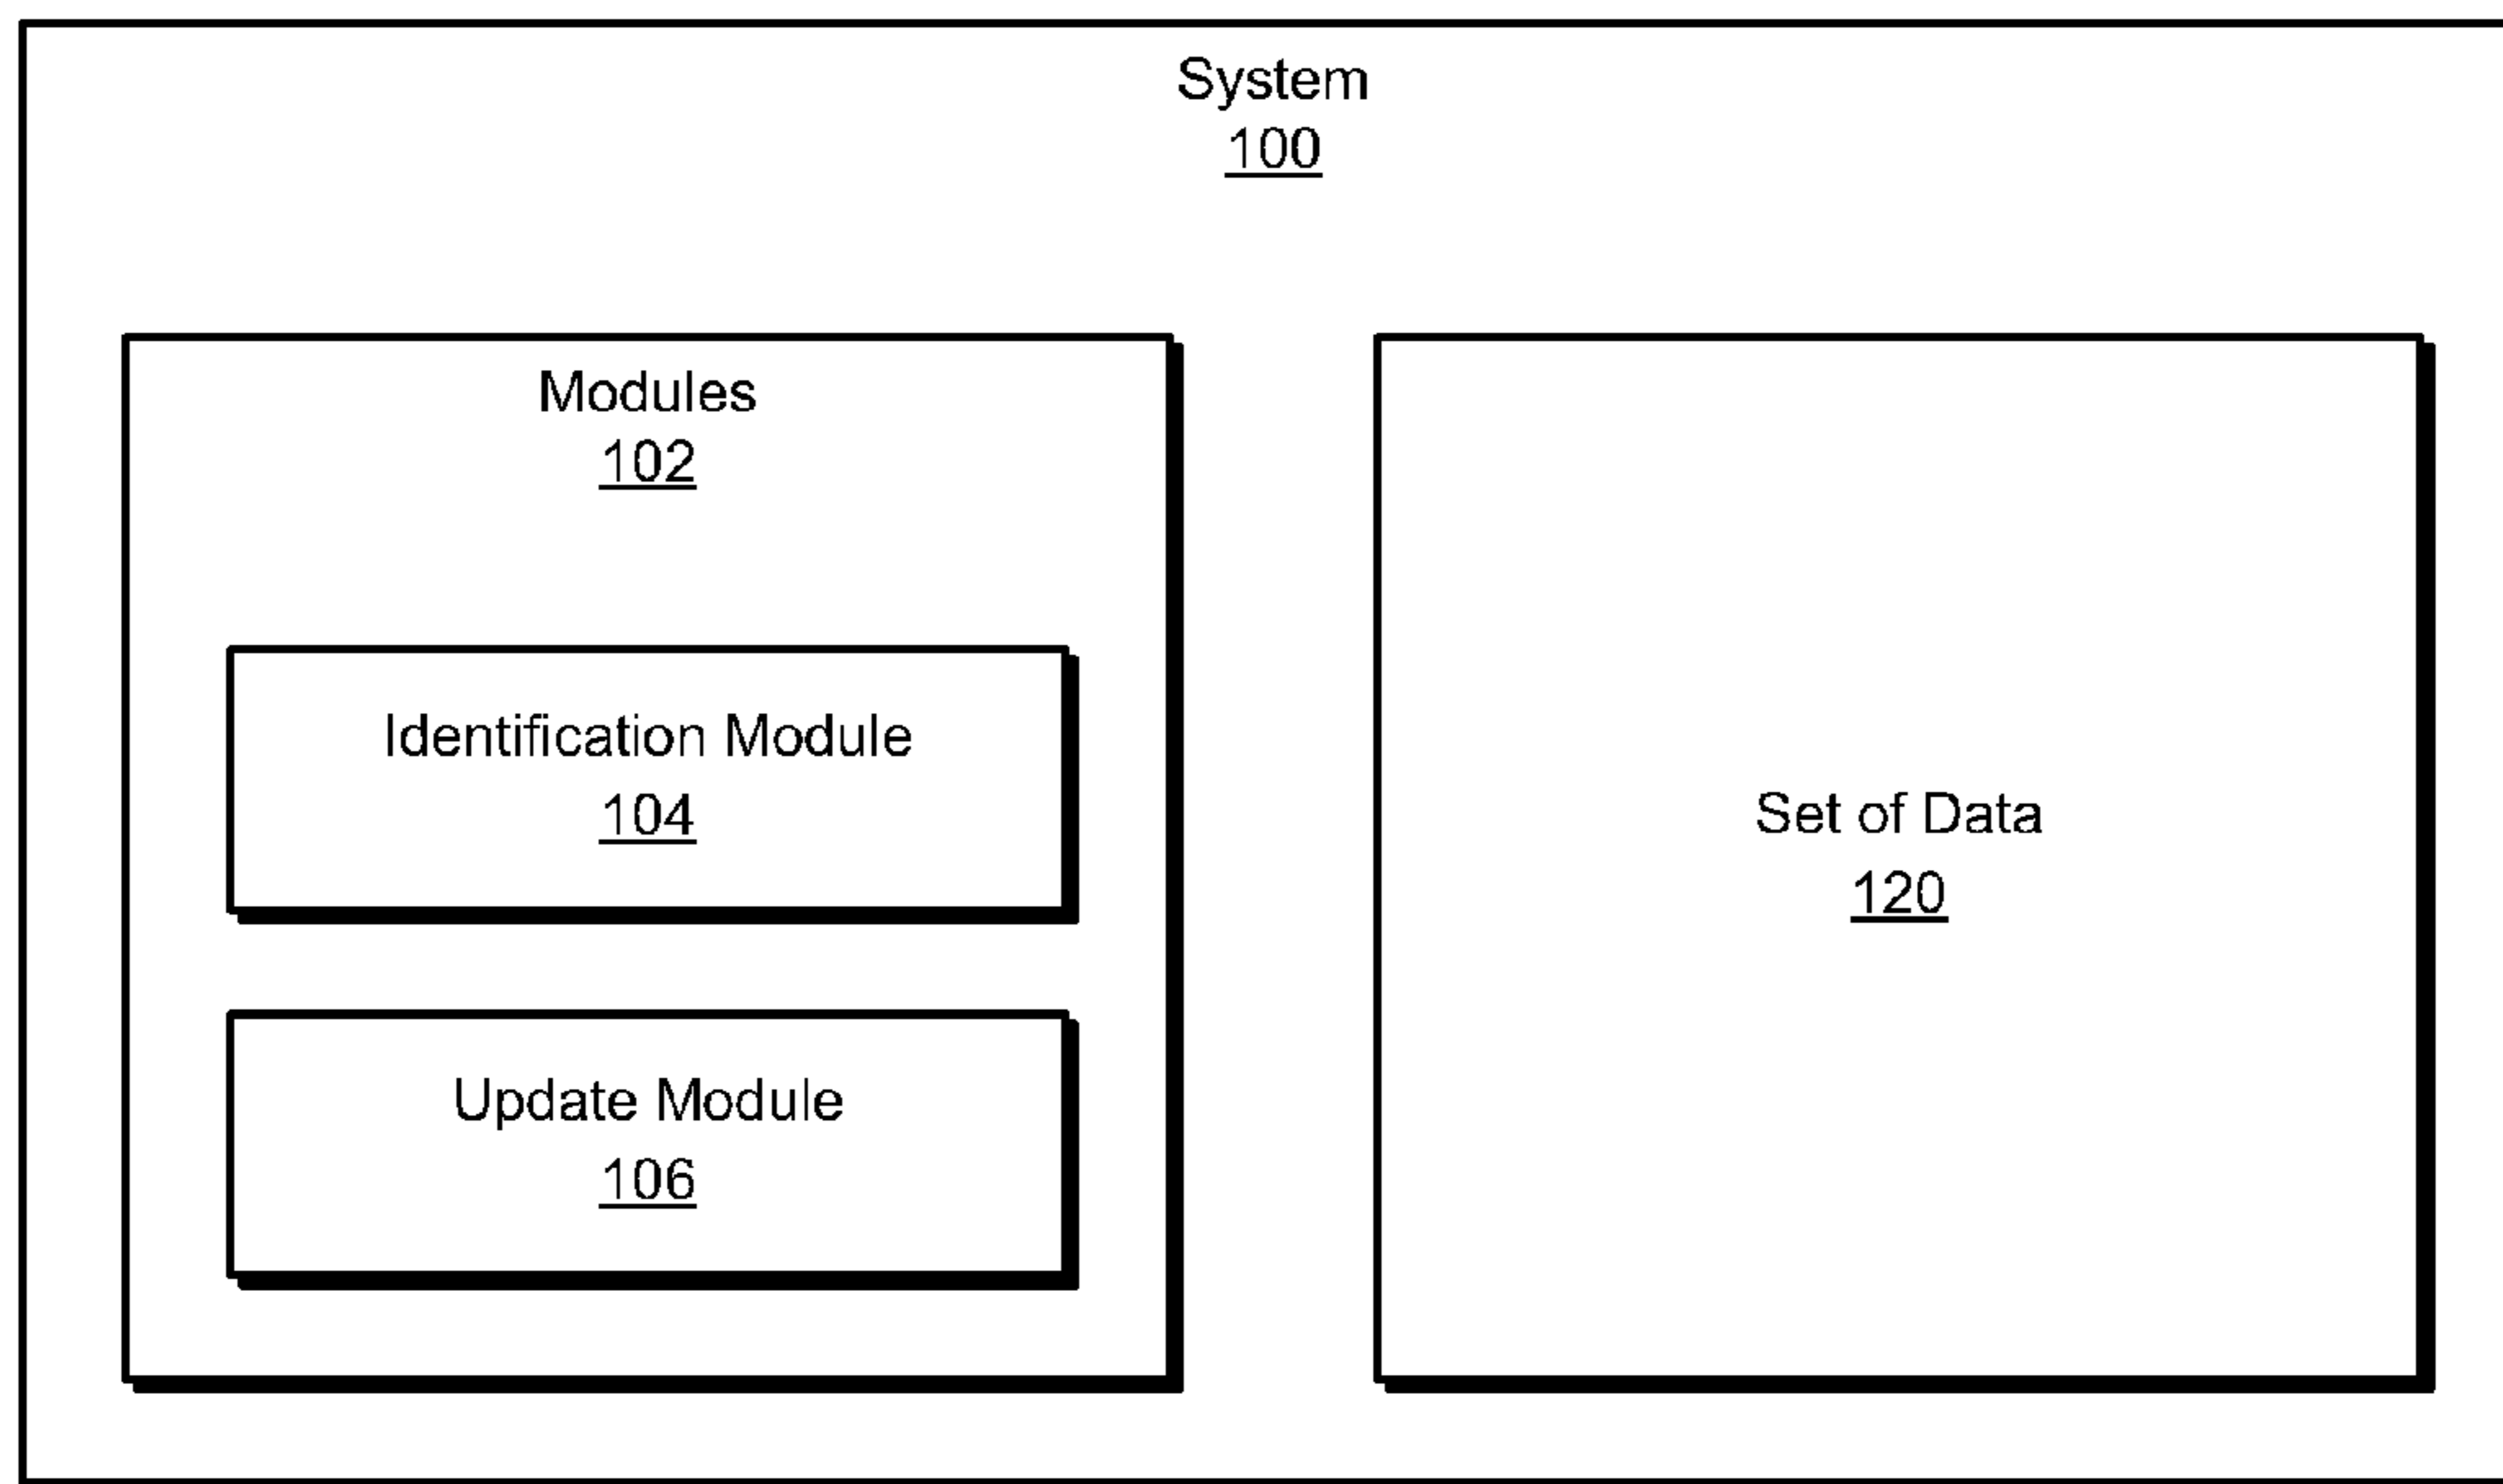 System
100
Modules
102
Identification Module
104
Update Module
106
Set of Data
120